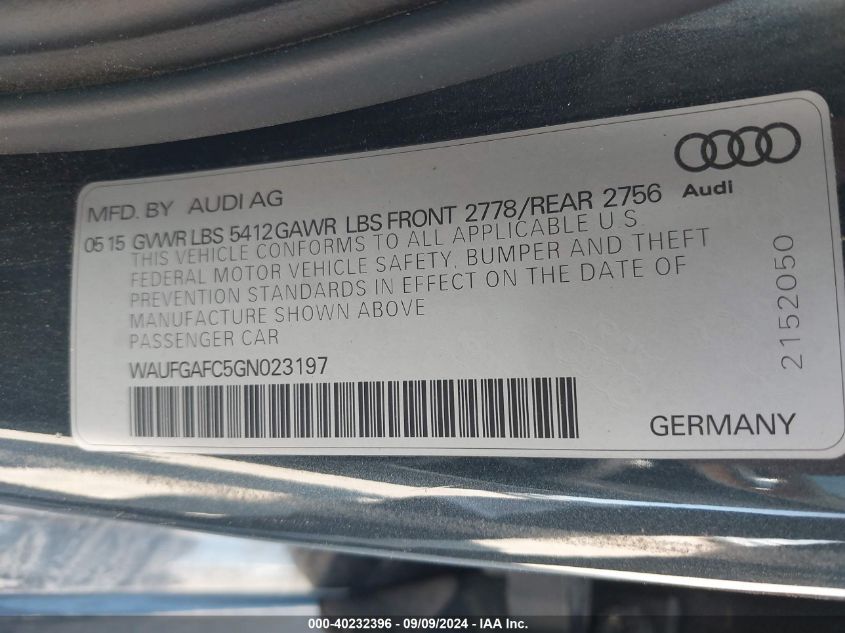 MFD. BY AUDI AG
Audi
05 15 GVWR LBS 5412 GAWR LBS FRONT 2778/REAR 2756
THIS VEHICLE CONFORMS TO ALL APPLICABLE U S
FEDERAL MOTOR VEHICLE SAFETY, BUMPER AND THEFT
PREVENTION STANDARDS IN EFFECT ON THE DATE OF
MANUFACTURE SHOWN ABOVE
PASSENGER CAR
WAUFGAFC5GN023197
2152050
GERMANY
000-40232396 - 09/09/2024 - IAA, Inc.